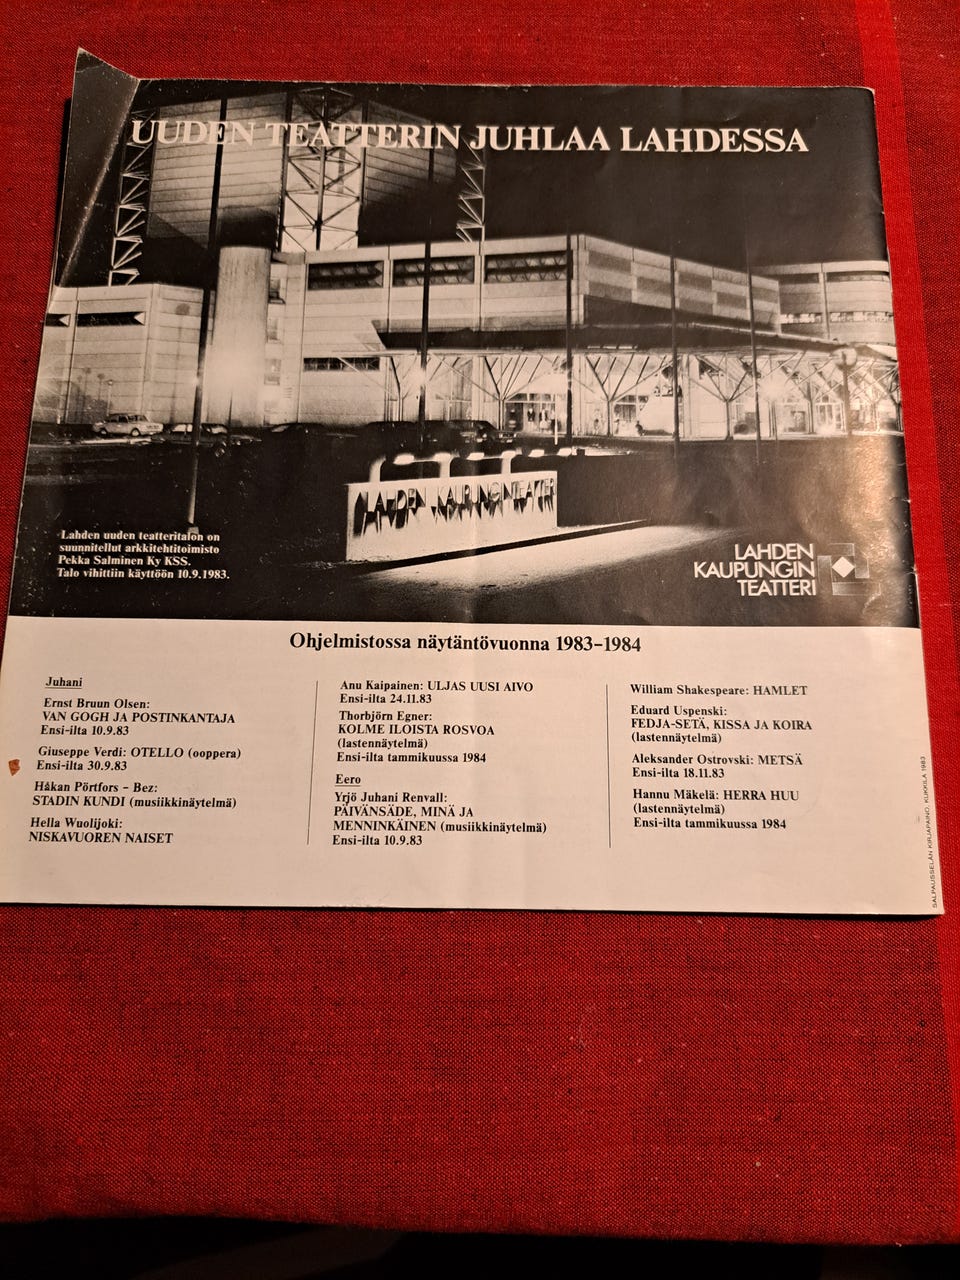 UUDEN TEATTERIN JUHLAA LAHDESSA
LAHDEN KAUPUNGINTEATTERI
Lahden uuden teatteritalon on
suunnitellut arkkitehtitoimisto
Pekka Salminen Ky KSS.
Talo vihittiin käyttöön 10.9.1983.
LAHDEN
KAUPUNGIN
TEATTERI
Ohjelmistossa näytäntövuonna 1983–1984
Juhani
Ernst Bruun Olsen:
VAN GOGH JA POSTINKANTAJA
Ensi-ilta 10.9.83
Giuseppe Verdi: OTELLO (ooppera)
Ensi-ilta 30.9.83
Håkan Pörtfors – Bez:
STADIN KUNDI (musiikkinäytelmä)
Hella Wuolijoki:
NISKAVUOREN NAISET
Anu Kaipainen: ULJAS UUSI AIVO
Ensi-ilta 24.11.83
Thorbjörn Egner:
KOLME ILOISTA ROSVOA
(lastennäytelmä)
Ensi-ilta tammikuussa 1984
Eero
Yrjö Juhani Renvall:
PÄIVÄNSÄDE, MINÄ JA
MENNINKÄINEN (musiikkinäytelmä)
Ensi-ilta 10.9.83
William Shakespeare: HAMLET
Eduard Uspenski:
FEDJA-SETÄ, KISSA JA KOIRA
(lastennäytelmä)
Aleksander Ostrovski: METSÄ
Ensi-ilta 18.11.83
Hannu Mäkelä: HERRA HUU
(lastennäytelmä)
Ensi-ilta tammikuussa 1984
SALPAUSSELÄN KIRJAPAINO, KUKKILA 1983